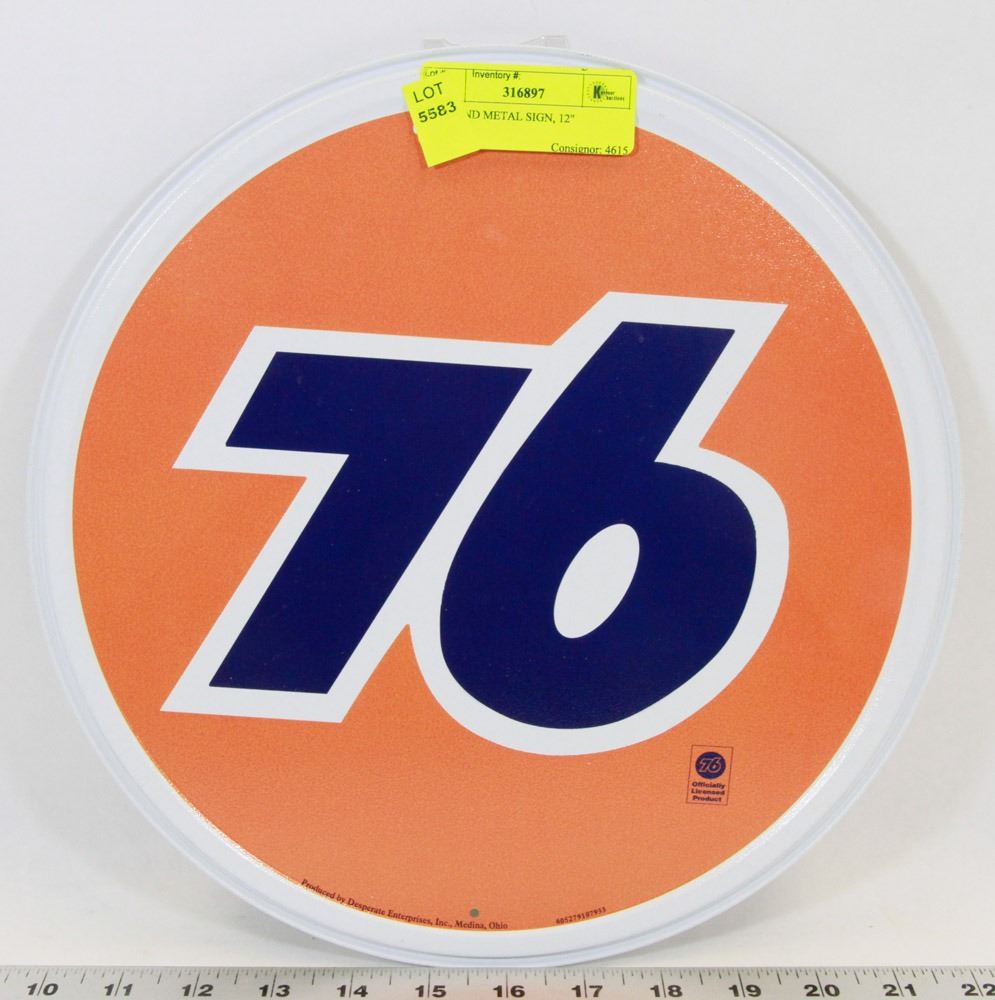 Inventory #:
316897
LOT
5583
METAL SIGN, 12"
Consignor: 4615
76
76
Officially
Licensed
Product
Produced by Desperate Enterprises, Inc., Medina, Ohio
605279107953
10 11 12 13 14 15 16 17 18 19 20 21 22